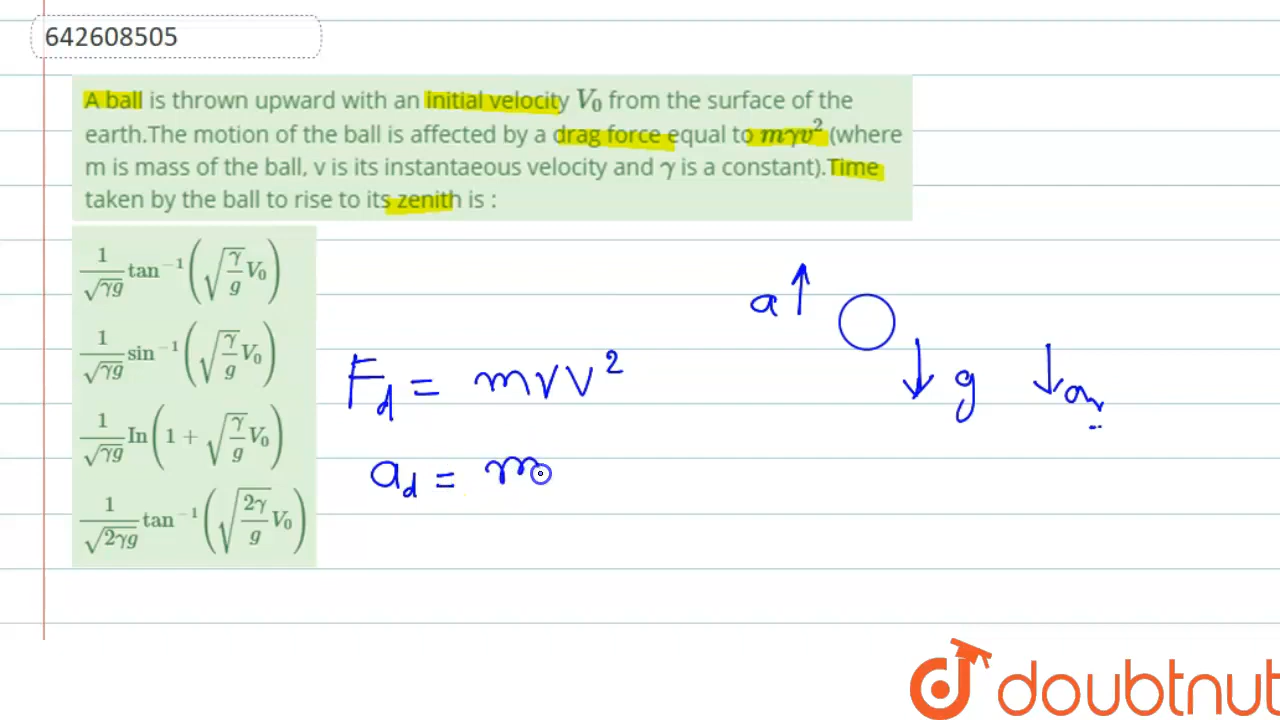 642608505
A ball is thrown upward with an initial velocity V₀ from the surface of the
earth.The motion of the ball is affected by a drag force equal to mγv² (where
m is mass of the ball, v is its instantaeous velocity and γ is a constant).Time
taken by the ball to rise to its zenith is :
1/√(γg) tan⁻¹(√(γ/g) V₀)
1/√(γg) sin⁻¹(√(γ/g) V₀)
1/√(γg) In(1 + √(γ/g) V₀)
1/√(2γg) tan⁻¹(√(2γ/g) V₀)
a
g
F_d = mγv²
a_d = m
doubtnut